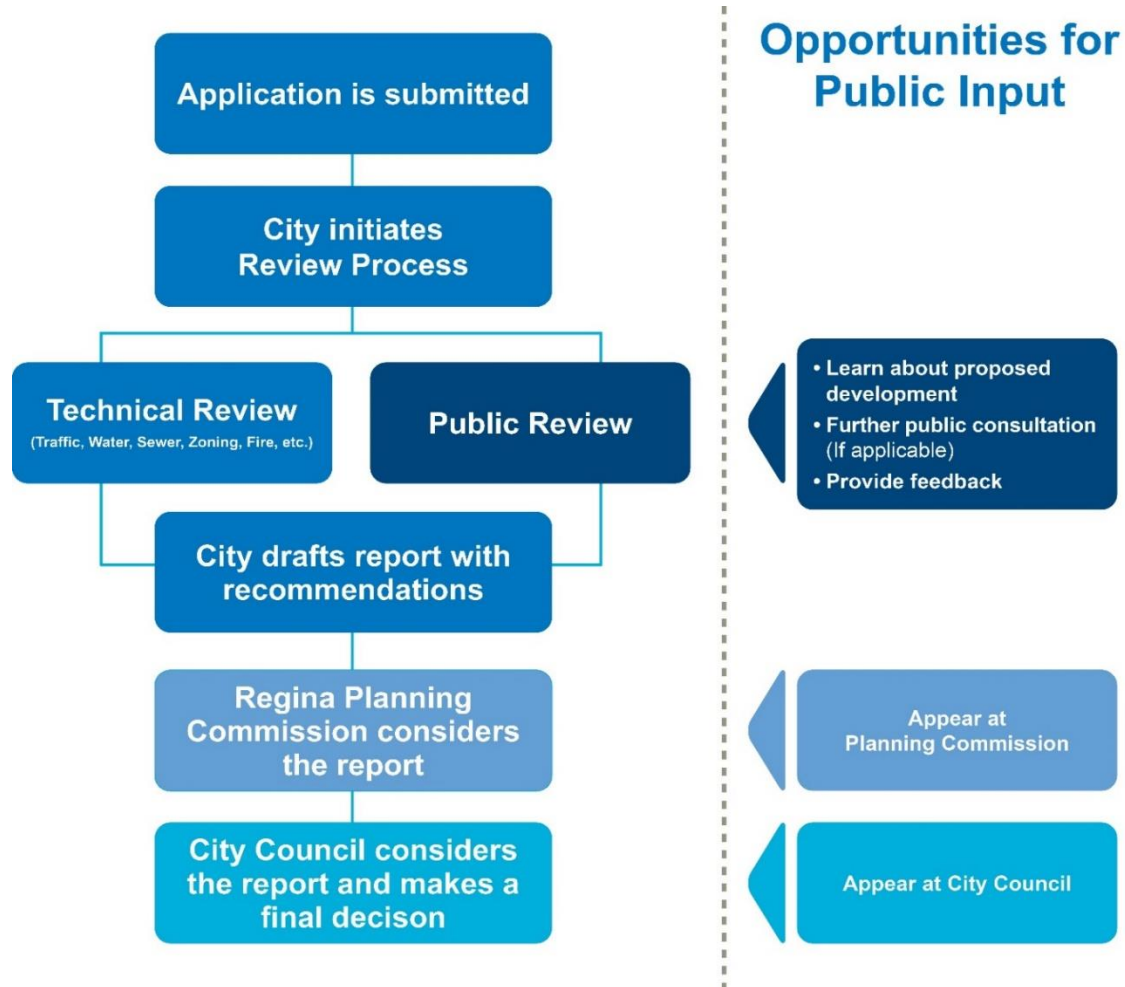 Opportunities for
Public Input
Application is submitted
City initiates
Review Process
Technical Review
(Traffic, Water, Sewer, Zoning, Fire, etc.)
Public Review
• Learn about proposed
development
• Further public consultation
(If applicable)
• Provide feedback
City drafts report with
recommendations
Regina Planning
Commission considers
the report
Appear at
Planning Commission
City Council considers
the report and makes a
final decison
Appear at City Council